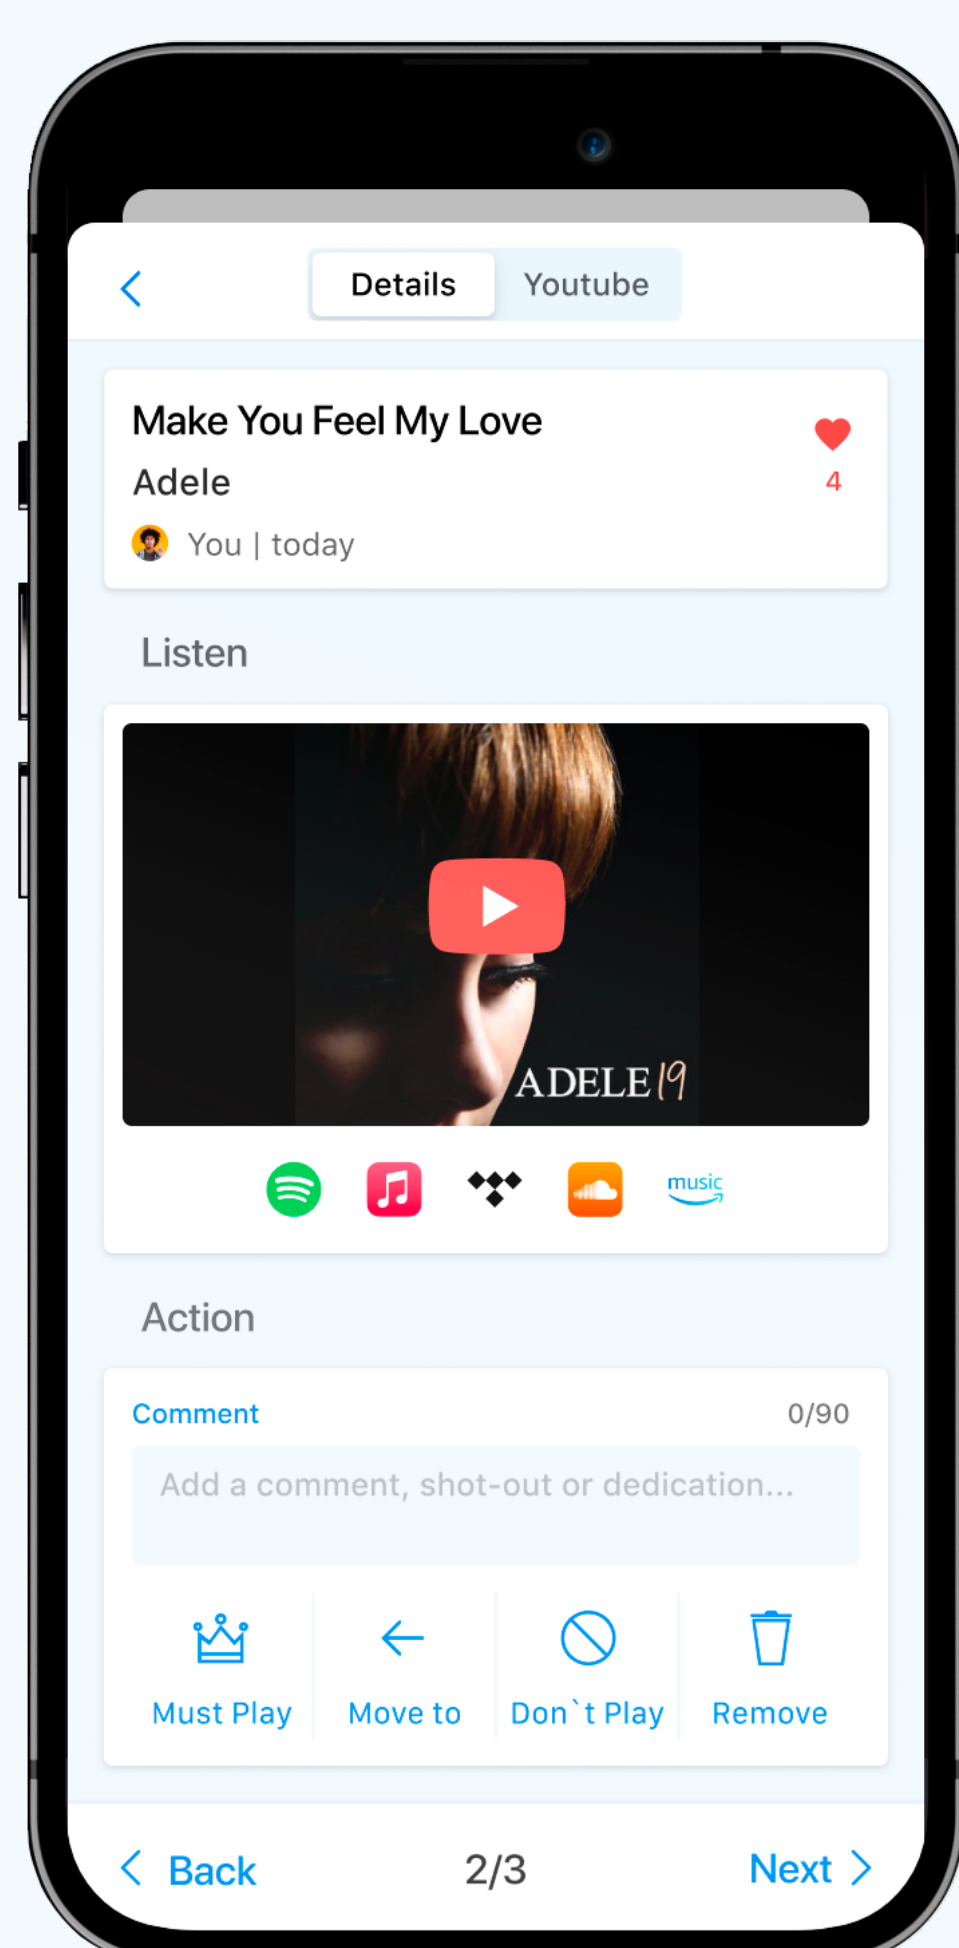 Details Youtube
Make You Feel My Love
Adele
4
You | today
Listen
ADELE 19
music
Action
Comment 0/90
Add a comment, shot-out or dedication...
Must Play Move to Don`t Play Remove
Back 2/3 Next